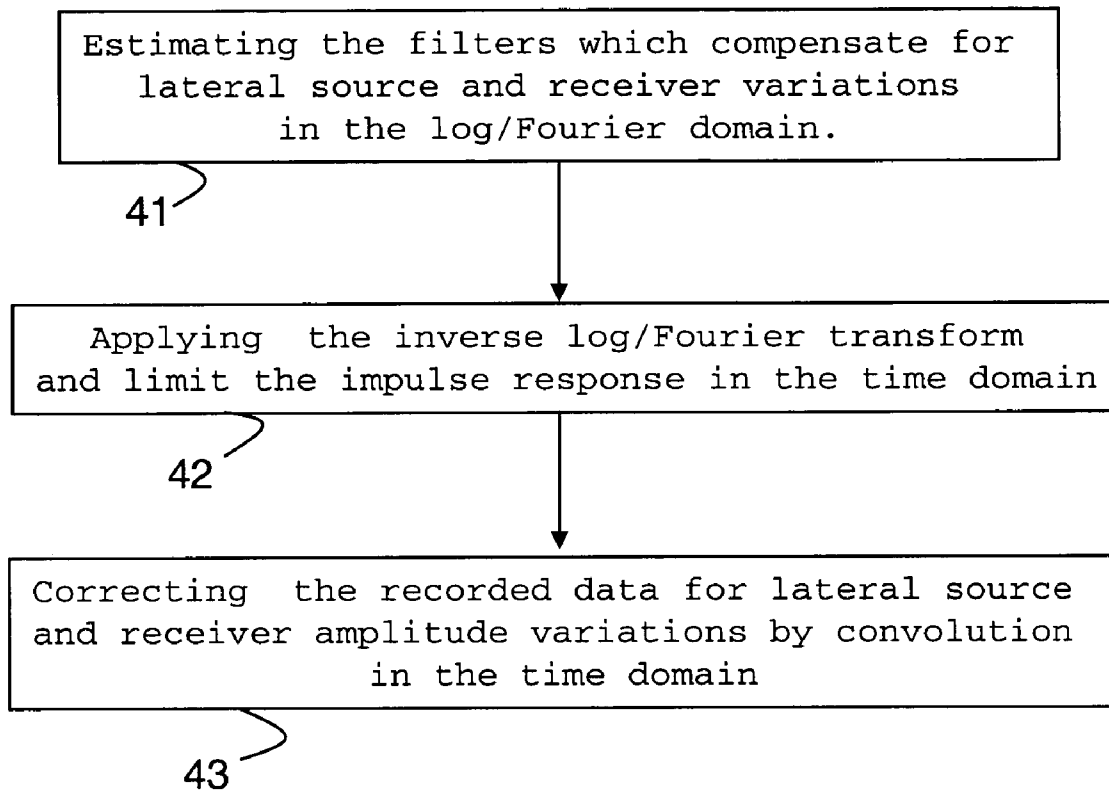 Estimating the filters which compensate for
lateral source and receiver variations
in the log/Fourier domain.
41
Applying the inverse log/Fourier transform
and limit the impulse response in the time domain
42
Correcting the recorded data for lateral source
and receiver amplitude variations by convolution
in the time domain
43